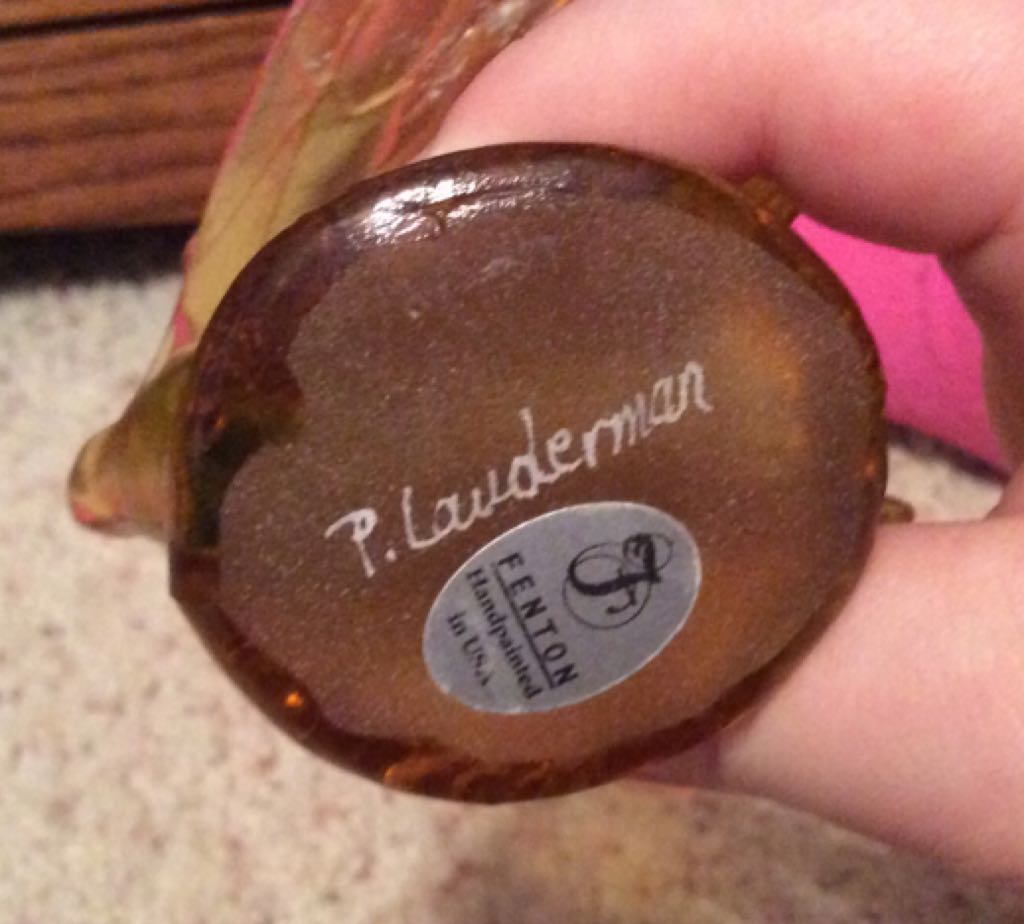 P. Lauderman
F
FENTON
Handpainted
in USA